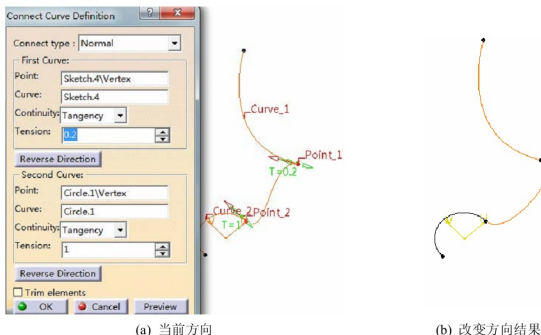 Connect Curve Definition
Connect type : Normal
First Curve:
Point: Sketch.4\Vertex
Curve: Sketch.4
Continuity: Tangency
Tension: 0.2
Reverse Direction
Second Curve:
Point: Circle.1\Vertex
Curve: Circle.1
Continuity: Tangency
Tension: 1
Reverse Direction
Trim elements
OK Cancel Preview
Curve_1
Point_1
T=0.2
Curve_2 Point_2
T=1
(a) 当前方向
(b) 改变方向结果